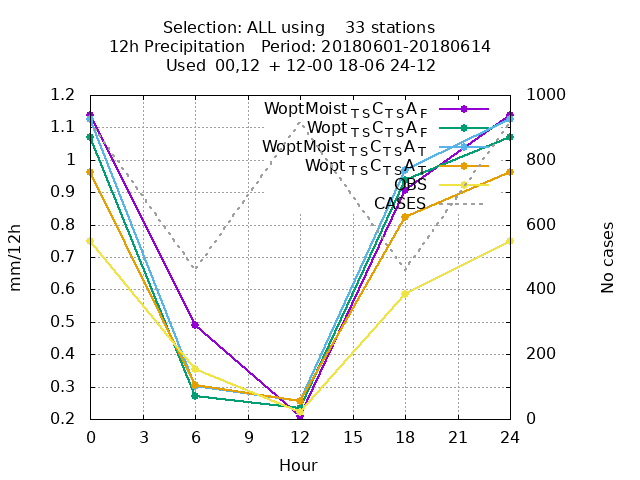 Selection: ALL using 33 stations
12h Precipitation Period: 20180601-20180614
Used 00,12 + 12-00 18-06 24-12
WoptMoist TS C TS A F
Wopt TS C TS A F
WoptMoist TS C TS A T
Wopt TS C TS A T
OBS
CASES
1.2
1.1
1
0.9
0.8
0.7
0.6
0.5
0.4
0.3
0.2
mm/12h
1000
800
600
400
200
0
No cases
0 3 6 9 12 15 18 21 24
Hour